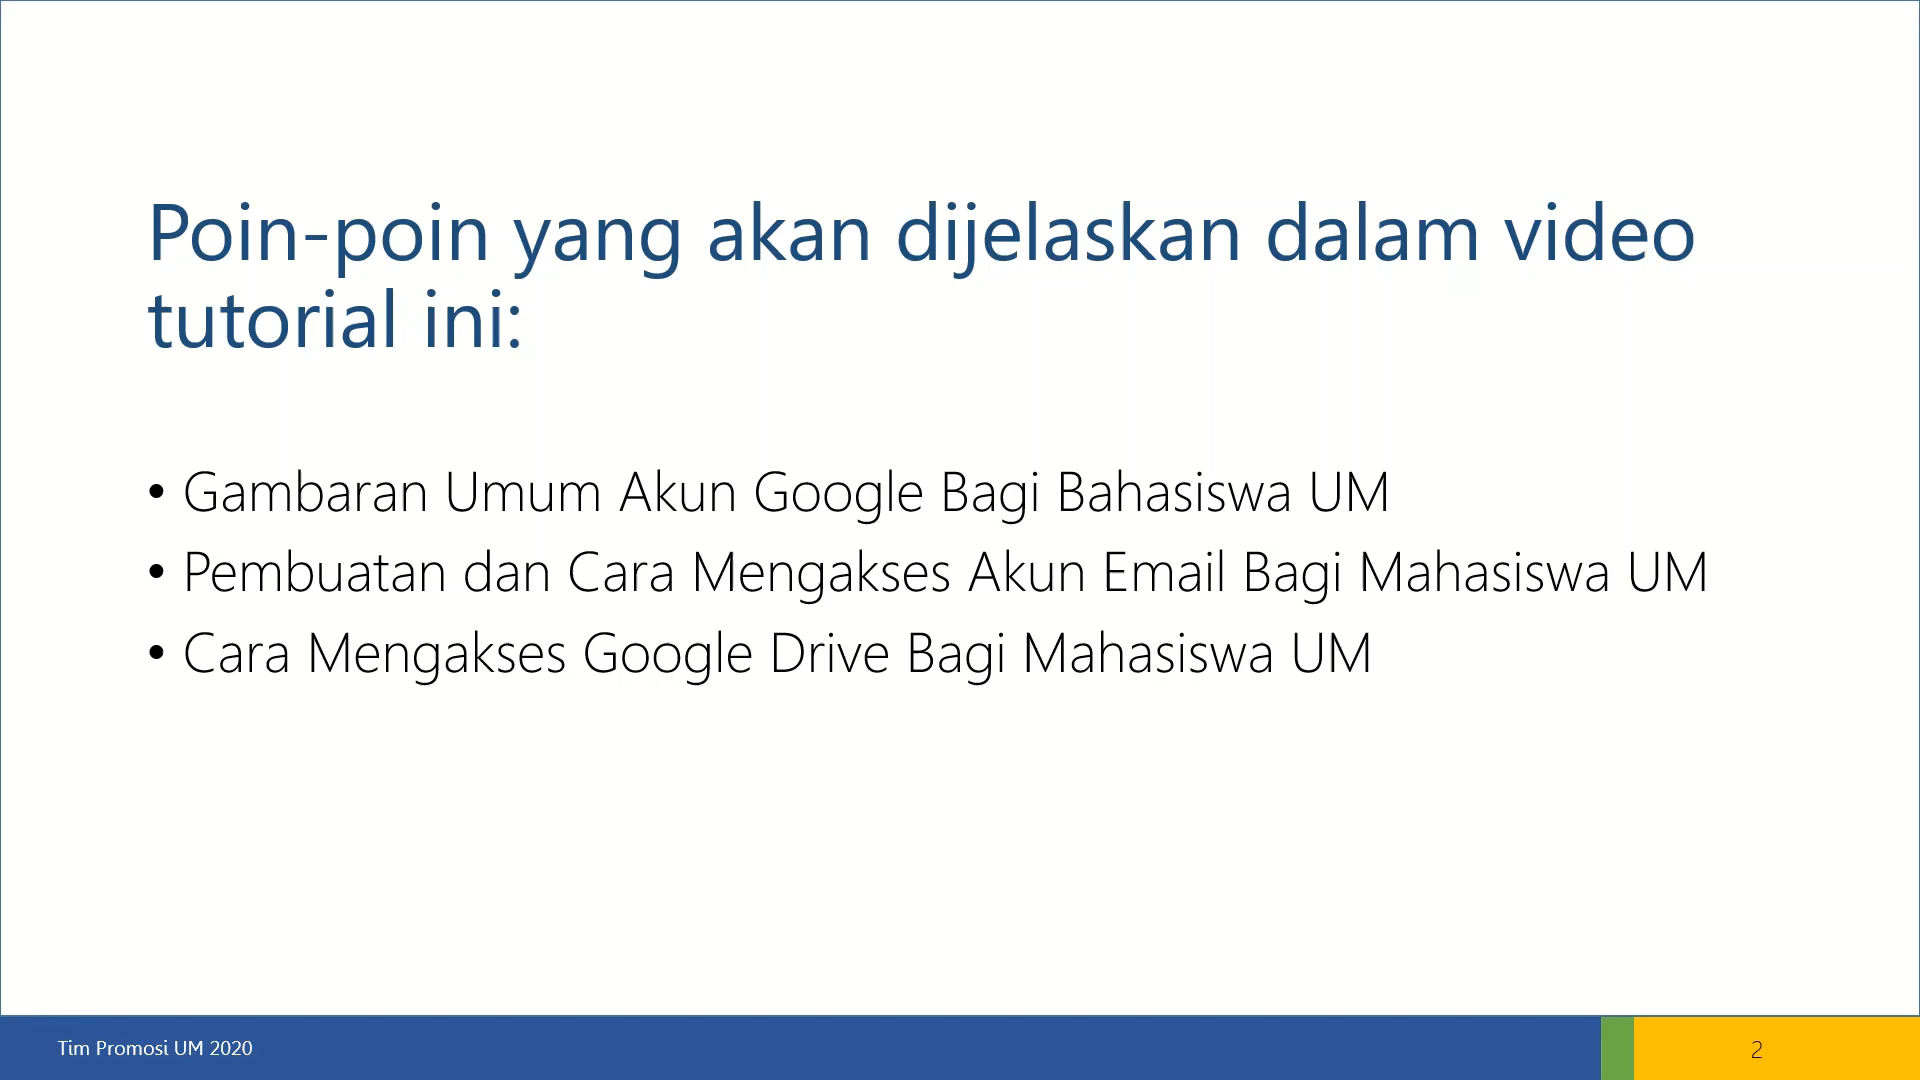 Poin-poin yang akan dijelaskan dalam video
tutorial ini:
• Gambaran Umum Akun Google Bagi Bahasiswa UM
• Pembuatan dan Cara Mengakses Akun Email Bagi Mahasiswa UM
• Cara Mengakses Google Drive Bagi Mahasiswa UM
Tim Promosi UM 2020
2